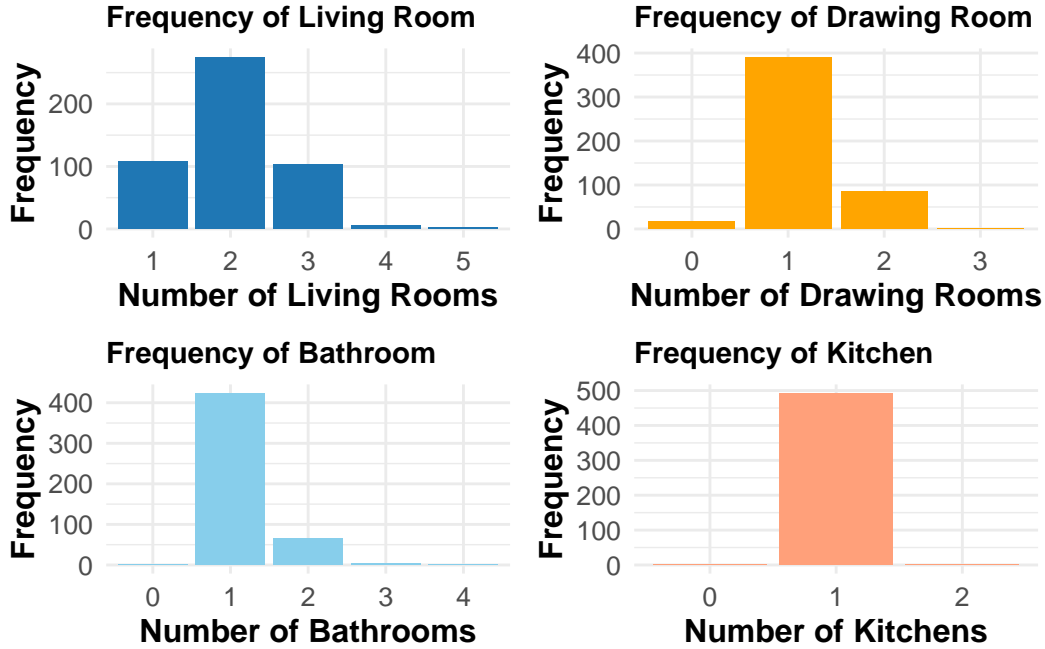 Frequency of Living Room
Frequency
200
100
0
1 2 3 4 5
Number of Living Rooms
Frequency of Drawing Room
Frequency
400
300
200
100
0
0 1 2 3
Number of Drawing Rooms
Frequency of Bathroom
Frequency
400
300
200
100
0
0 1 2 3 4
Number of Bathrooms
Frequency of Kitchen
Frequency
500
400
300
200
100
0
0 1 2
Number of Kitchens